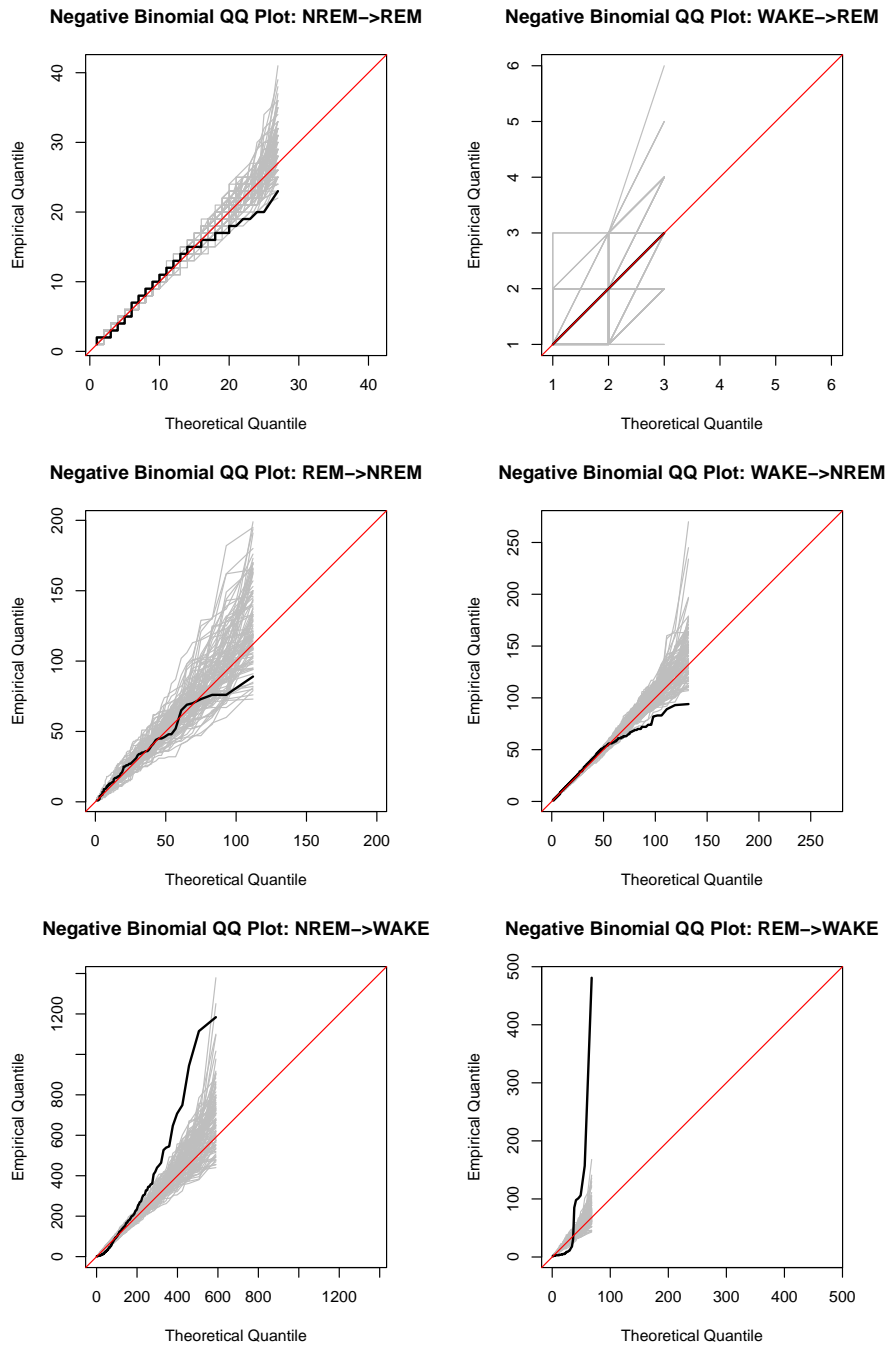 Negative Binomial QQ Plot: NREM−>REM
Empirical Quantile
40
30
20
10
0
0 10 20 30 40
Theoretical Quantile
Negative Binomial QQ Plot: WAKE−>REM
Empirical Quantile
6
5
4
3
2
1
1 2 3 4 5 6
Theoretical Quantile
Negative Binomial QQ Plot: REM−>NREM
Empirical Quantile
200
150
100
50
0
0 50 100 150 200
Theoretical Quantile
Negative Binomial QQ Plot: WAKE−>NREM
Empirical Quantile
250
200
150
100
50
0
0 50 100 150 200 250
Theoretical Quantile
Negative Binomial QQ Plot: NREM−>WAKE
Empirical Quantile
1200
800
600
400
200
0
0 200 400 600 800 1200
Theoretical Quantile
Negative Binomial QQ Plot: REM−>WAKE
Empirical Quantile
500
400
300
200
100
0
0 100 200 300 400 500
Theoretical Quantile